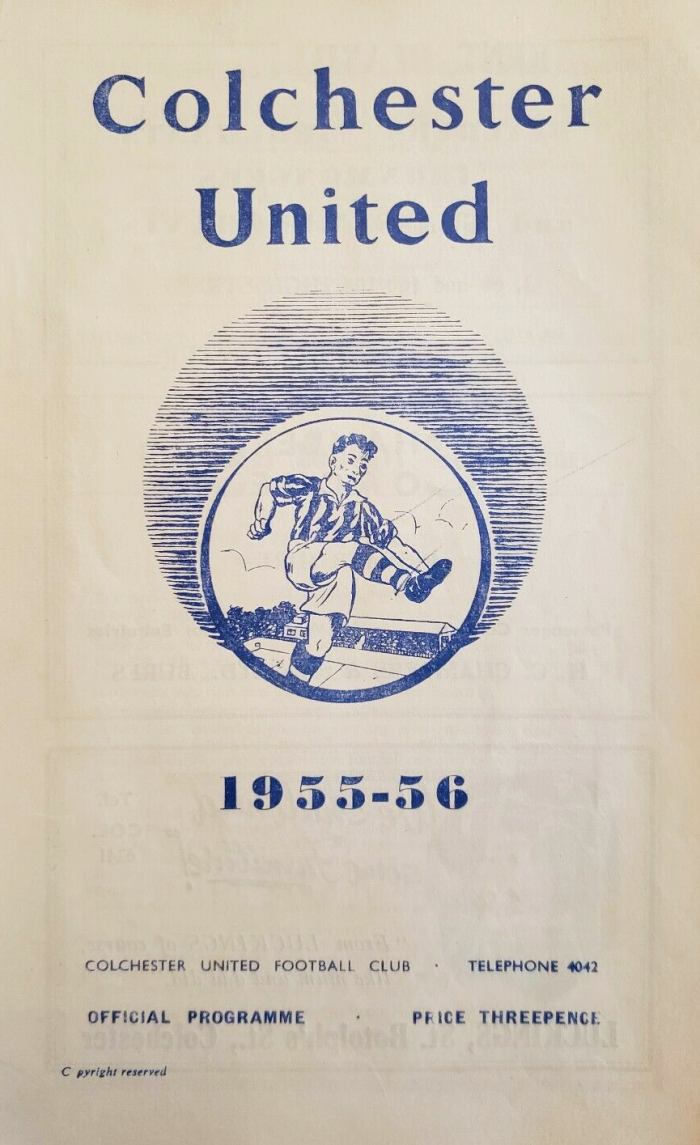 Colchester
United
1955-56
COLCHESTER UNITED FOOTBALL CLUB · TELEPHONE 4042
OFFICIAL PROGRAMME · PRICE THREEPENCE
C pyright reserved